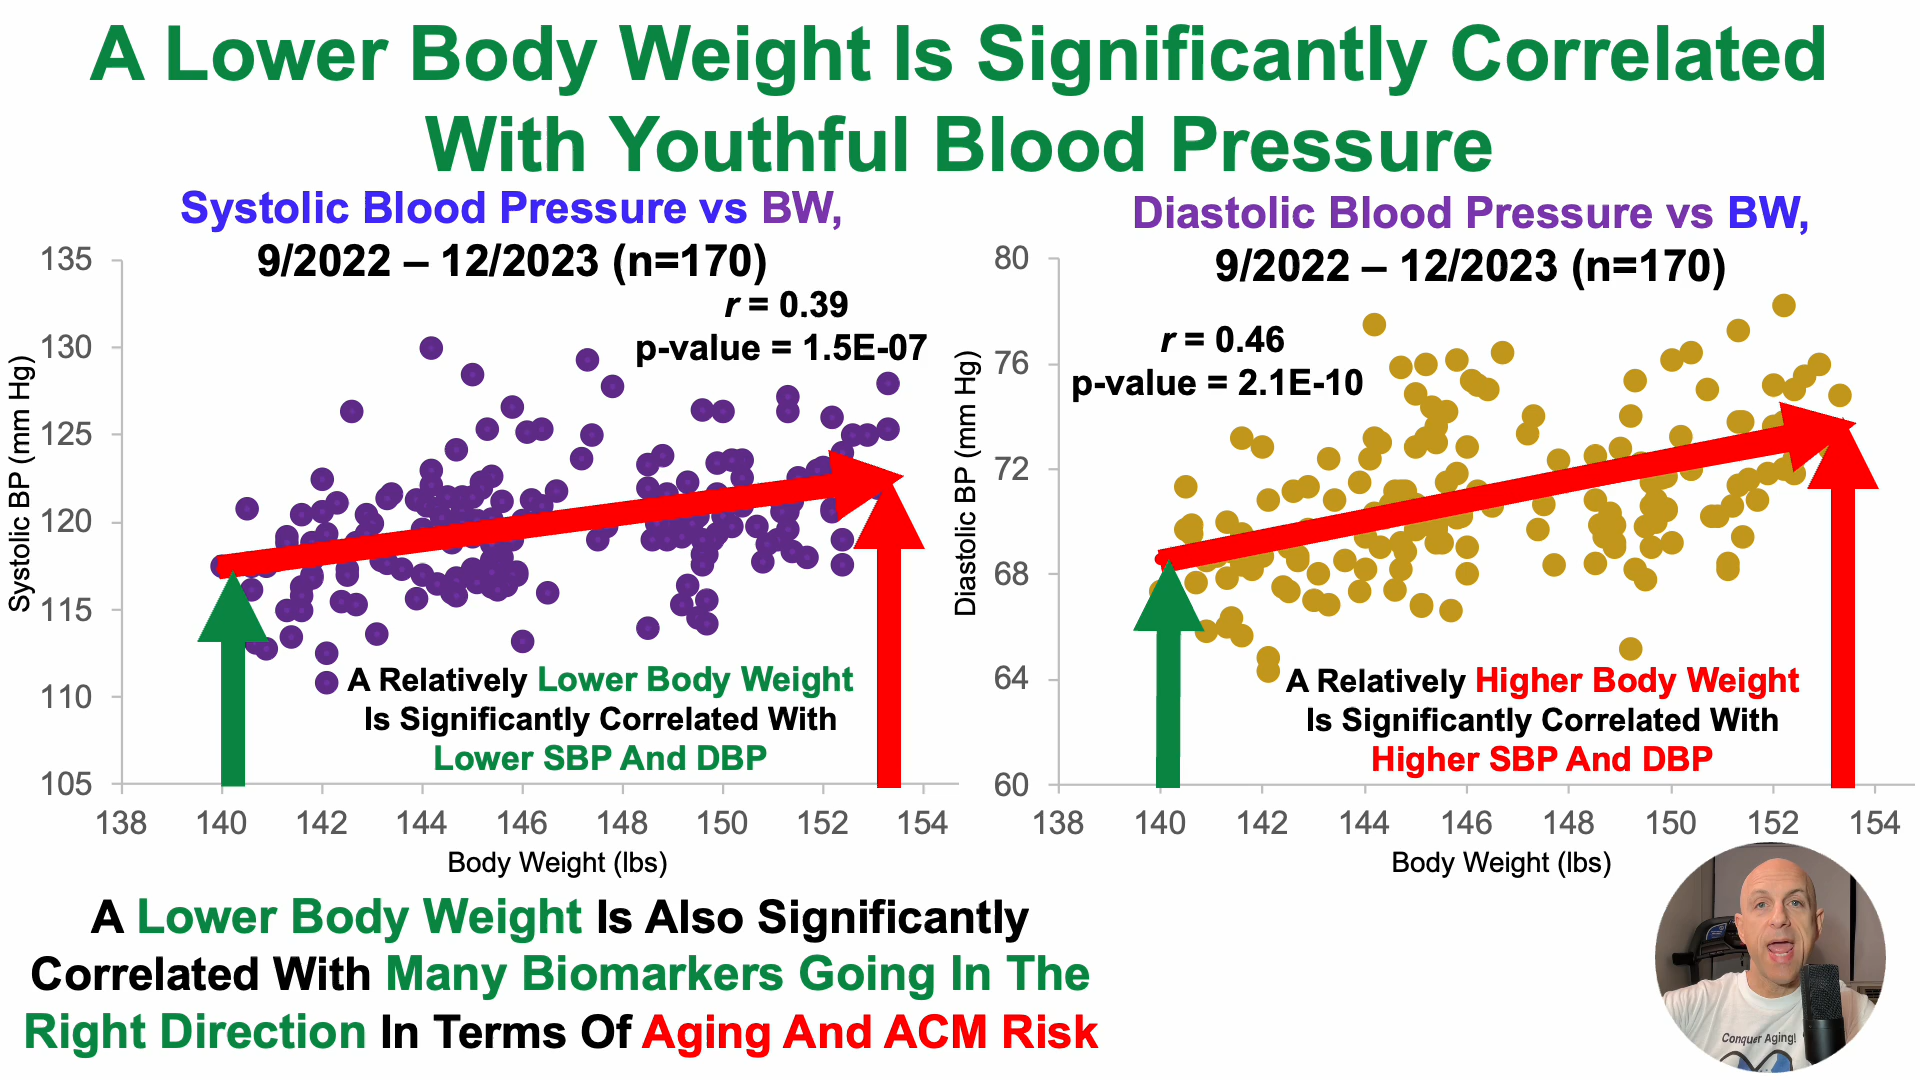 A Lower Body Weight Is Significantly Correlated
With Youthful Blood Pressure
Systolic Blood Pressure vs BW,
9/2022 – 12/2023 (n=170)
r = 0.39
p-value = 1.5E-07
135
130
125
120
115
110
105
Systolic BP (mm Hg)
A Relatively Lower Body Weight
Is Significantly Correlated With
Lower SBP And DBP
138 140 142 144 146 148 150 152 154
Body Weight (lbs)
Diastolic Blood Pressure vs BW,
9/2022 – 12/2023 (n=170)
r = 0.46
p-value = 2.1E-10
80
76
72
68
64
60
Diastolic BP (mm Hg)
A Relatively Higher Body Weight
Is Significantly Correlated With
Higher SBP And DBP
138 140 142 144 146 148 150 152 154
Body Weight (lbs)
A Lower Body Weight Is Also Significantly
Correlated With Many Biomarkers Going In The
Right Direction In Terms Of Aging And ACM Risk
Conquer Aging!